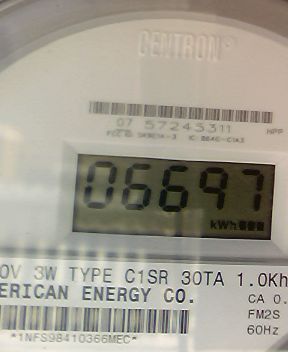 CENTRON®
07 57245311
HPP
06697
kWh
0V 3W TYPE C1SR 30TA 1.0Kh
ERICAN ENERGY CO.
CA 0.
FM2S
60Hz
*1NFS98410366MEC*